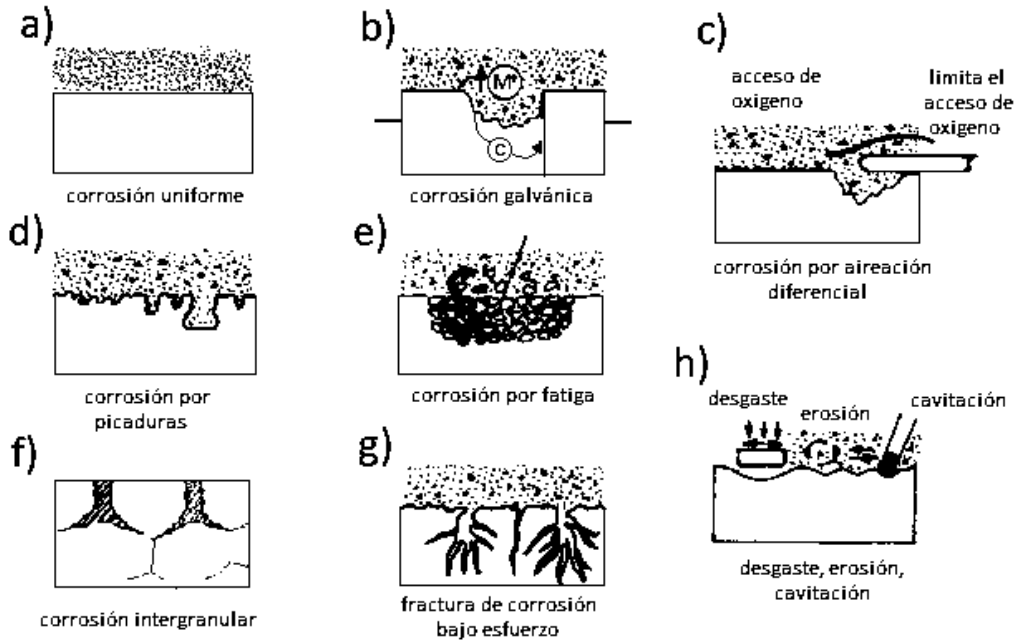 a)
corrosión uniforme
b)
M⁺
C
corrosión galvánica
c)
acceso de
oxigeno
limita el
acceso de
oxigeno
corrosión por aireación
diferencial
d)
corrosión por
picaduras
e)
corrosión por fatiga
f)
corrosión intergranular
g)
fractura de corrosión
bajo esfuerzo
h)
desgaste
erosión
cavitación
desgaste, erosión,
cavitación